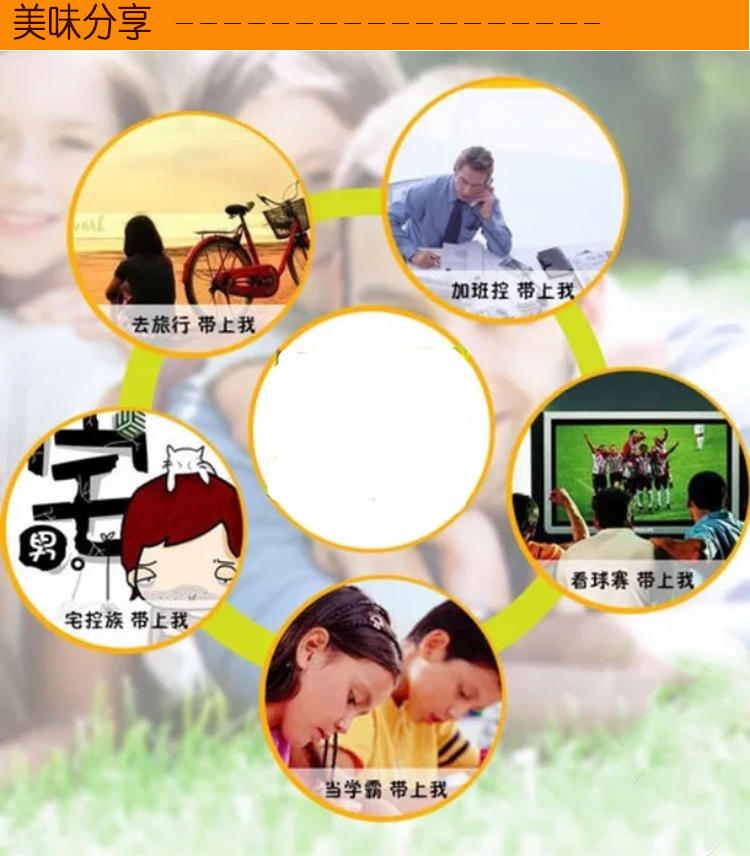 美味分享
去旅行 带上我
加班控 带上我
看球赛 带上我
宅
男
宅控族 带上我
当学霸 带上我